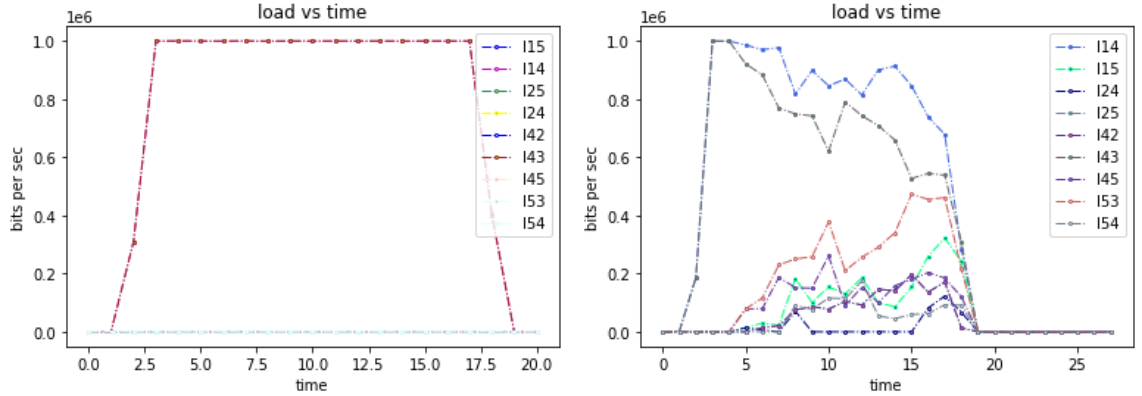 load vs time
1e6
1.0
0.8
0.6
0.4
0.2
0.0
bits per sec
0.0
2.5
5.0
7.5
10.0
12.5
15.0
17.5
20.0
time
l15
l14
l25
l24
l42
l43
l45
l53
l54
load vs time
1e6
1.0
0.8
0.6
0.4
0.2
0.0
bits per sec
0
5
10
15
20
25
time
l14
l15
l24
l25
l42
l43
l45
l53
l54